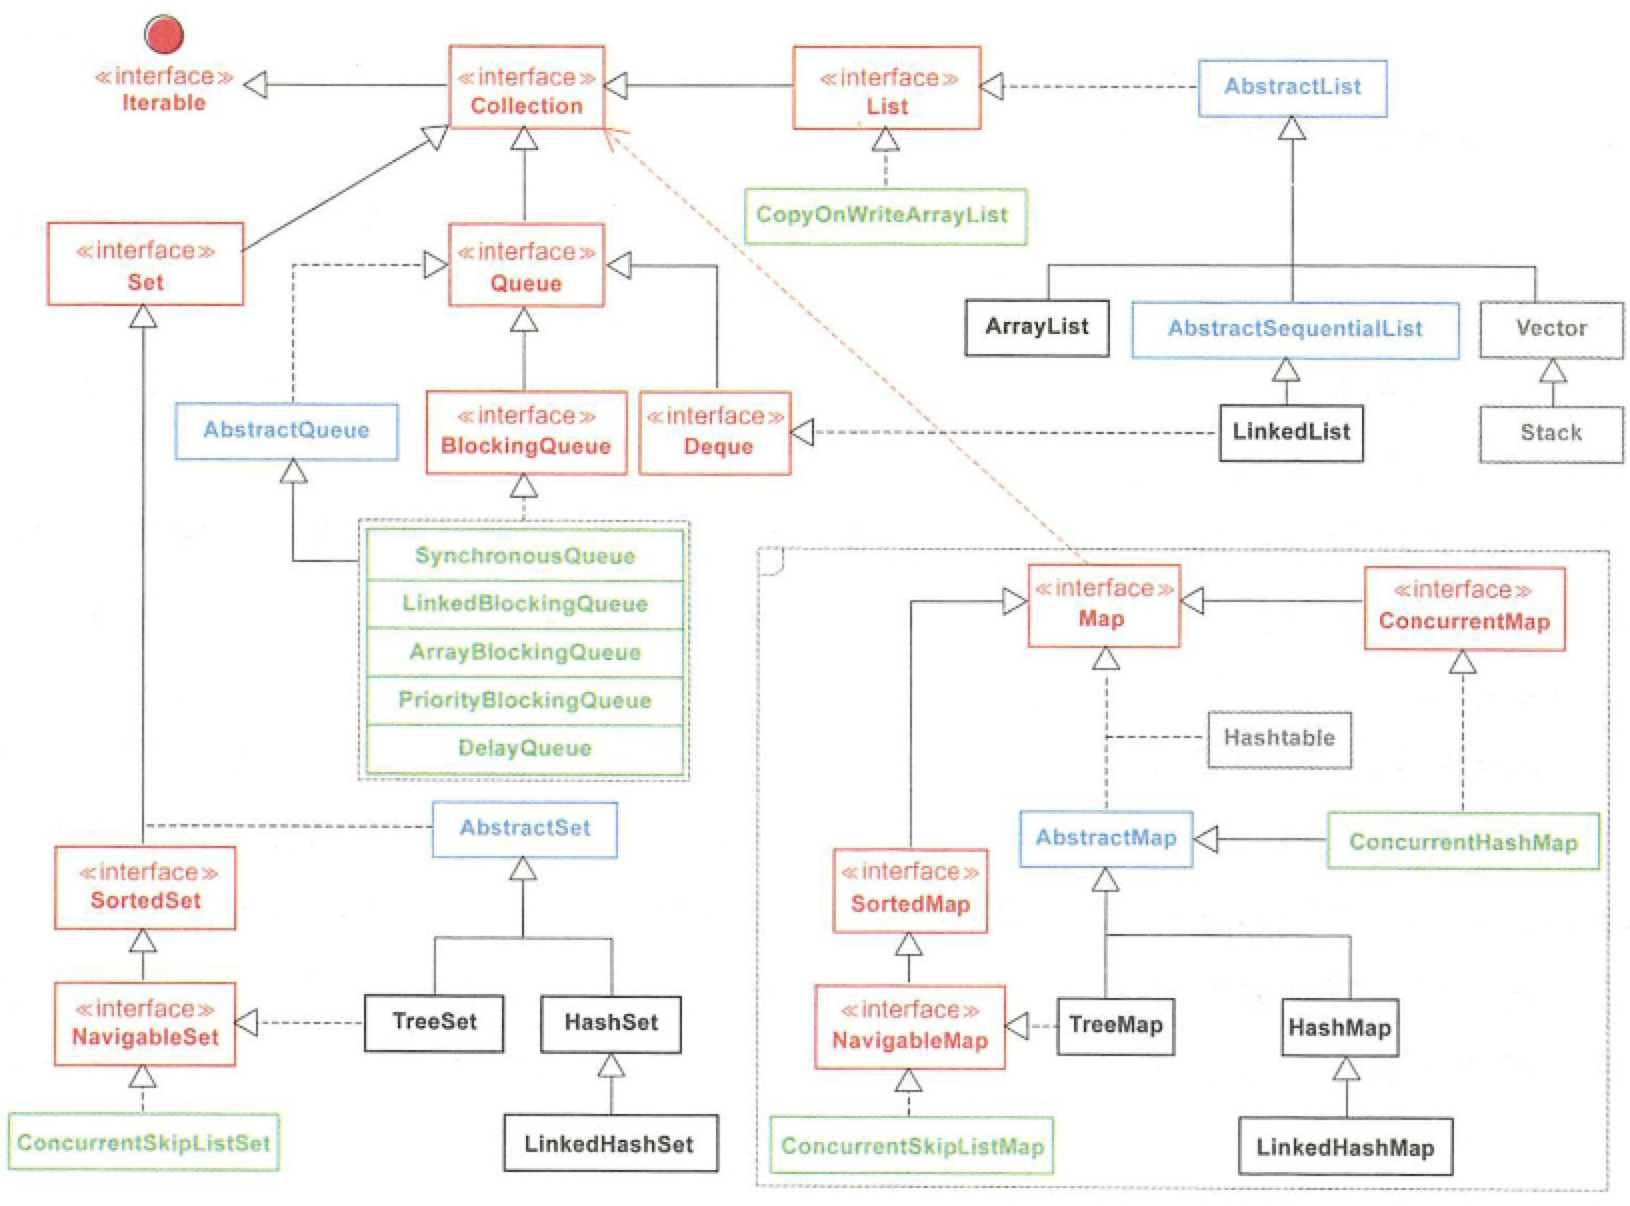 «interface»
Iterable
«interface»
Collection
«interface»
List
AbstractList
CopyOnWriteArrayList
«interface»
Set
«interface»
Queue
ArrayList
AbstractSequentialList
Vector
AbstractQueue
«interface»
BlockingQueue
«interface»
Deque
LinkedList
Stack
SynchronousQueue
LinkedBlockingQueue
ArrayBlockingQueue
PriorityBlockingQueue
DelayQueue
«interface»
Map
«interface»
ConcurrentMap
Hashtable
AbstractSet
AbstractMap
ConcurrentHashMap
«interface»
SortedSet
«interface»
SortedMap
«interface»
NavigableSet
TreeSet
HashSet
«interface»
NavigableMap
TreeMap
HashMap
ConcurrentSkipListSet
LinkedHashSet
ConcurrentSkipListMap
LinkedHashMap